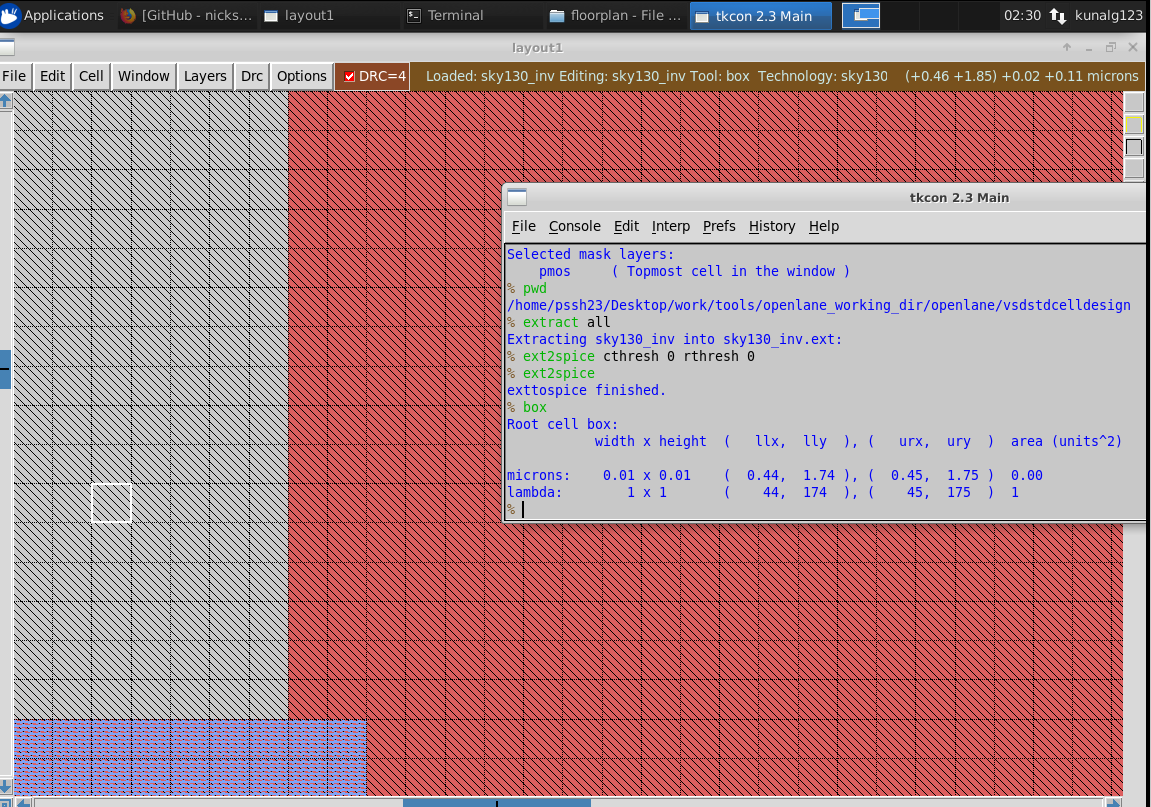 Applications [GitHub - nicks... layout1 Terminal floorplan - File ... tkcon 2.3 Main 02:30 kunalg123
layout1
File Edit Cell Window Layers Drc Options DRC=4 Loaded: sky130_inv Editing: sky130_inv Tool: box Technology: sky130 (+0.46 +1.85) +0.02 +0.11 microns
tkcon 2.3 Main
File Console Edit Interp Prefs History Help
Selected mask layers:
pmos ( Topmost cell in the window )
% pwd
/home/pssh23/Desktop/work/tools/openlane_working_dir/openlane/vsdstdcelldesign
% extract all
Extracting sky130_inv into sky130_inv.ext:
% ext2spice cthresh 0 rthresh 0
% ext2spice
exttospice finished.
% box
Root cell box:
width x height ( llx, lly ), ( urx, ury ) area (units^2)
microns: 0.01 x 0.01 ( 0.44, 1.74 ), ( 0.45, 1.75 ) 0.00
lambda: 1 x 1 ( 44, 174 ), ( 45, 175 ) 1
%